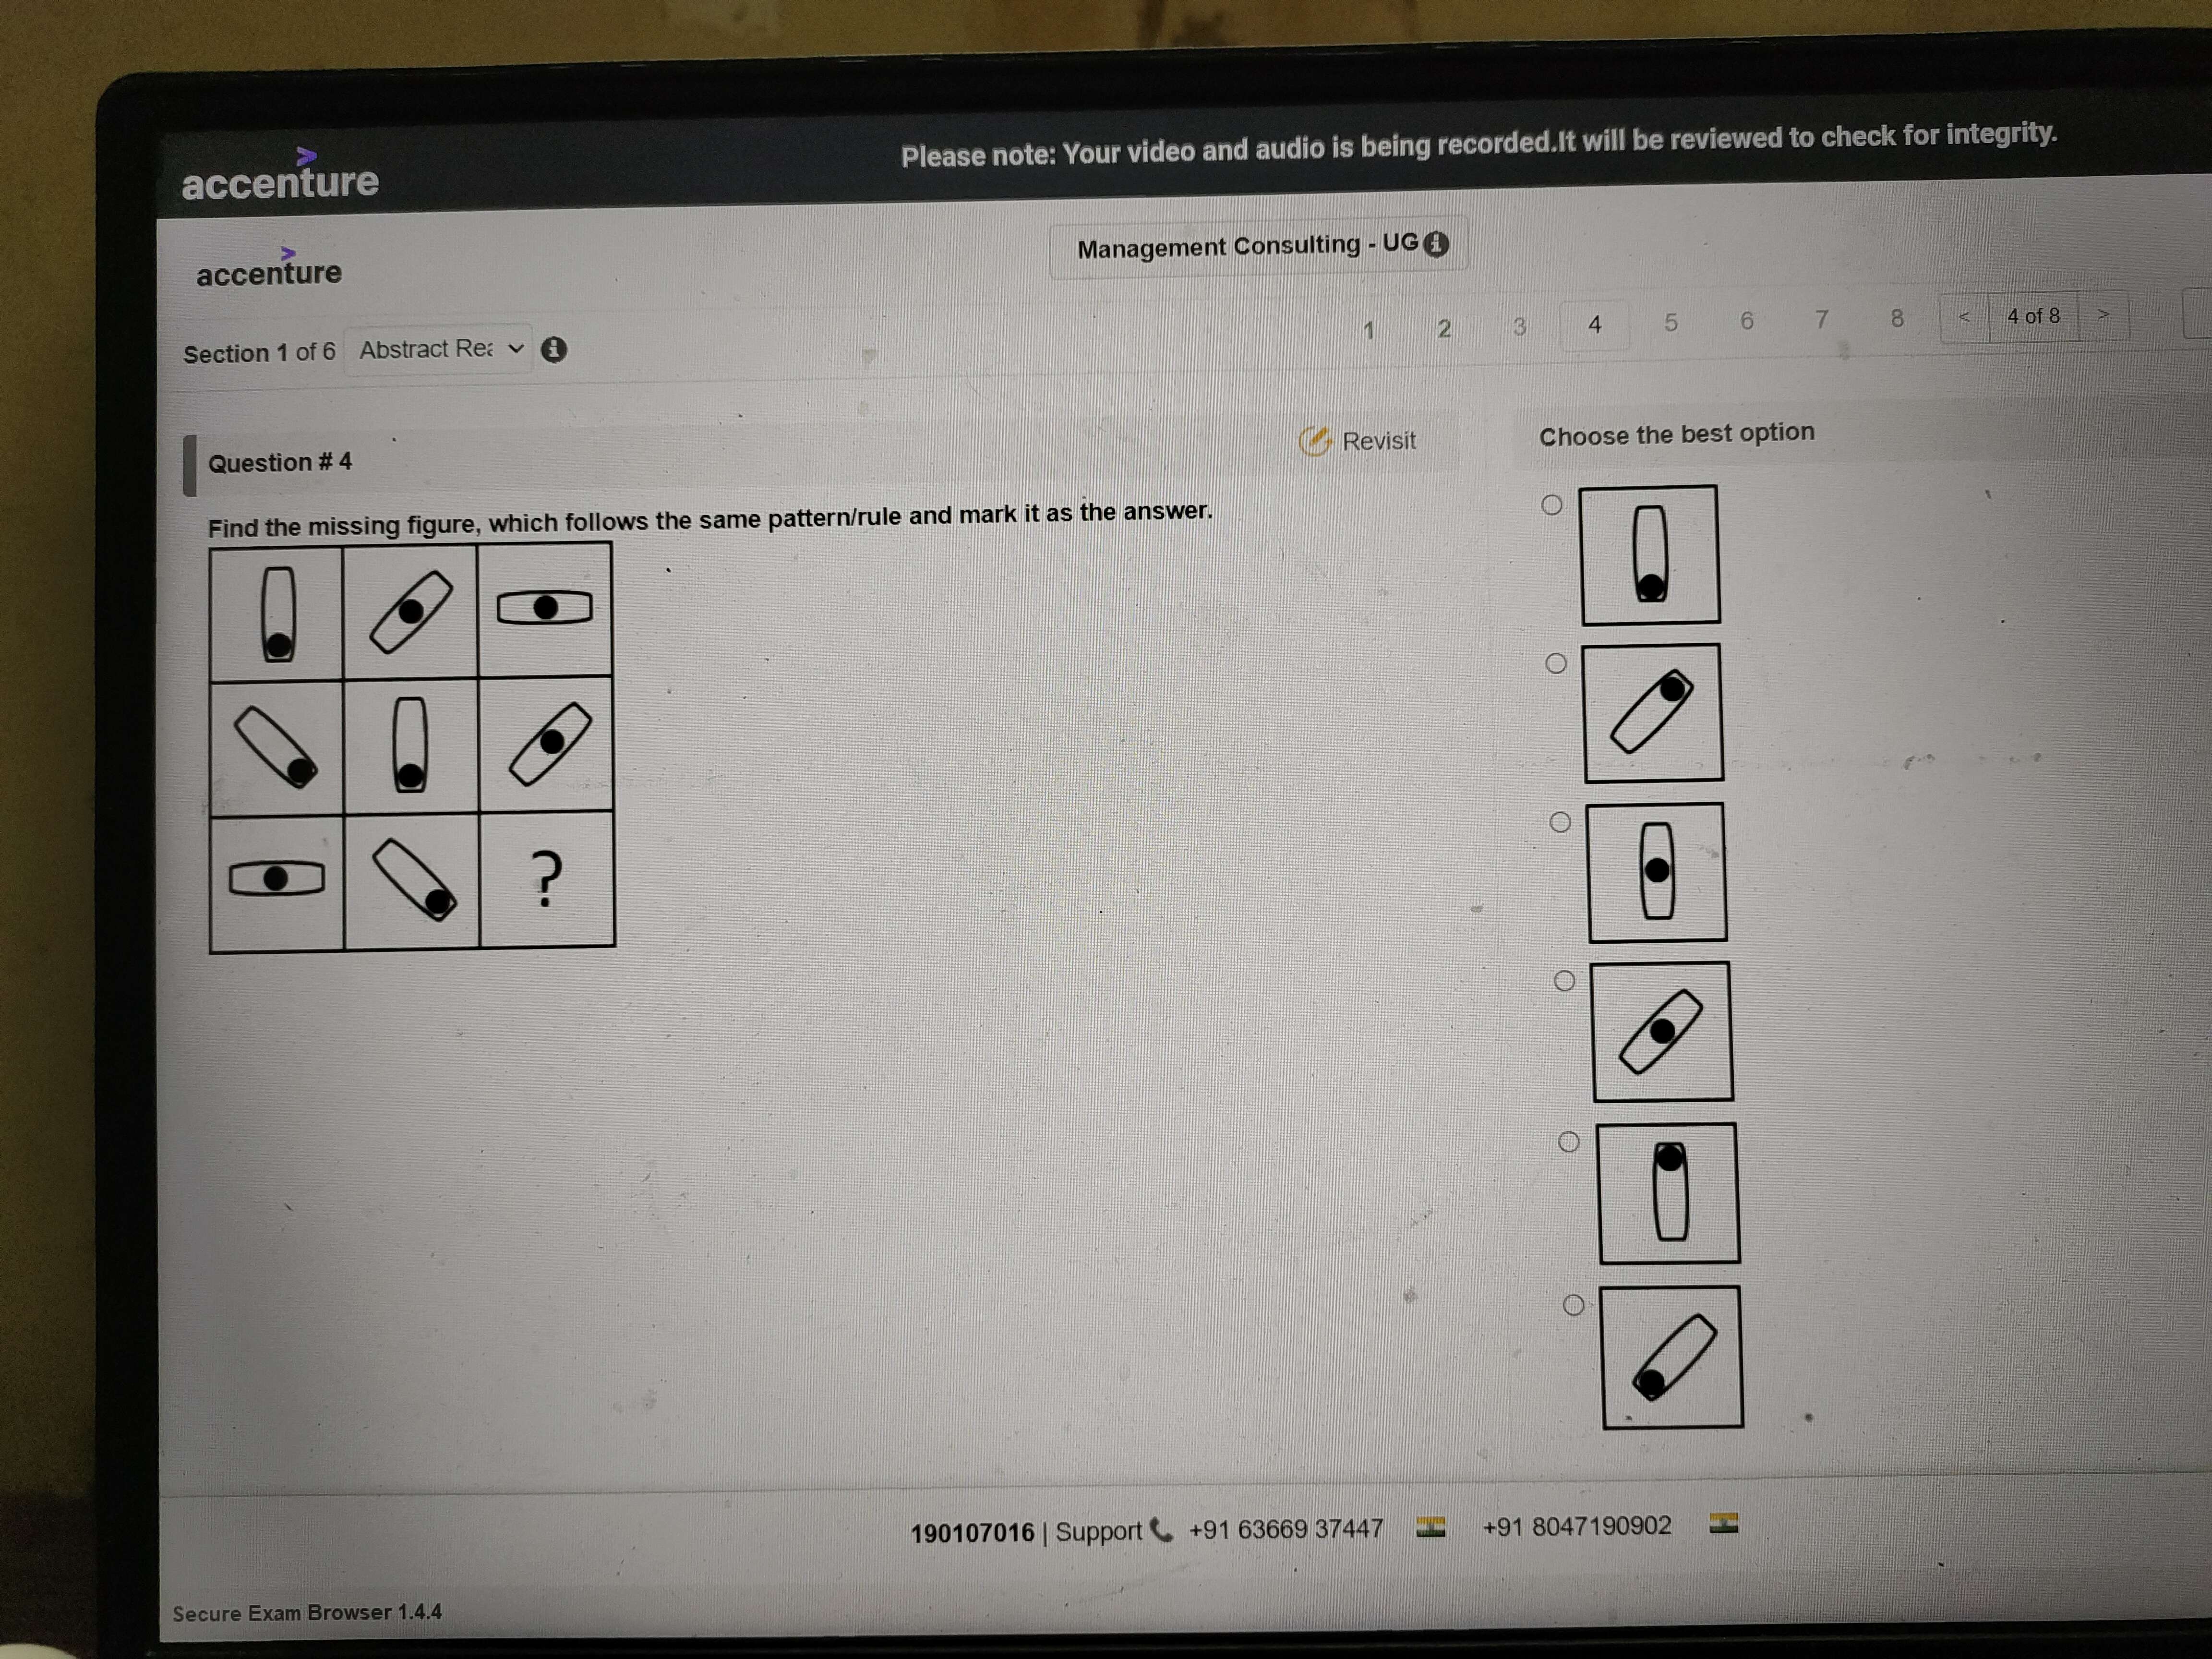 accenture
Please note: Your video and audio is being recorded.It will be reviewed to check for integrity.
accenture
Management Consulting - UG
Section 1 of 6 Abstract Rea
1 2 3 4 5 6 7 8 < 4 of 8 >
Question # 4
Revisit
Choose the best option
Find the missing figure, which follows the same pattern/rule and mark it as the answer.
?
190107016 | Support +91 63669 37447 +91 8047190902
Secure Exam Browser 1.4.4